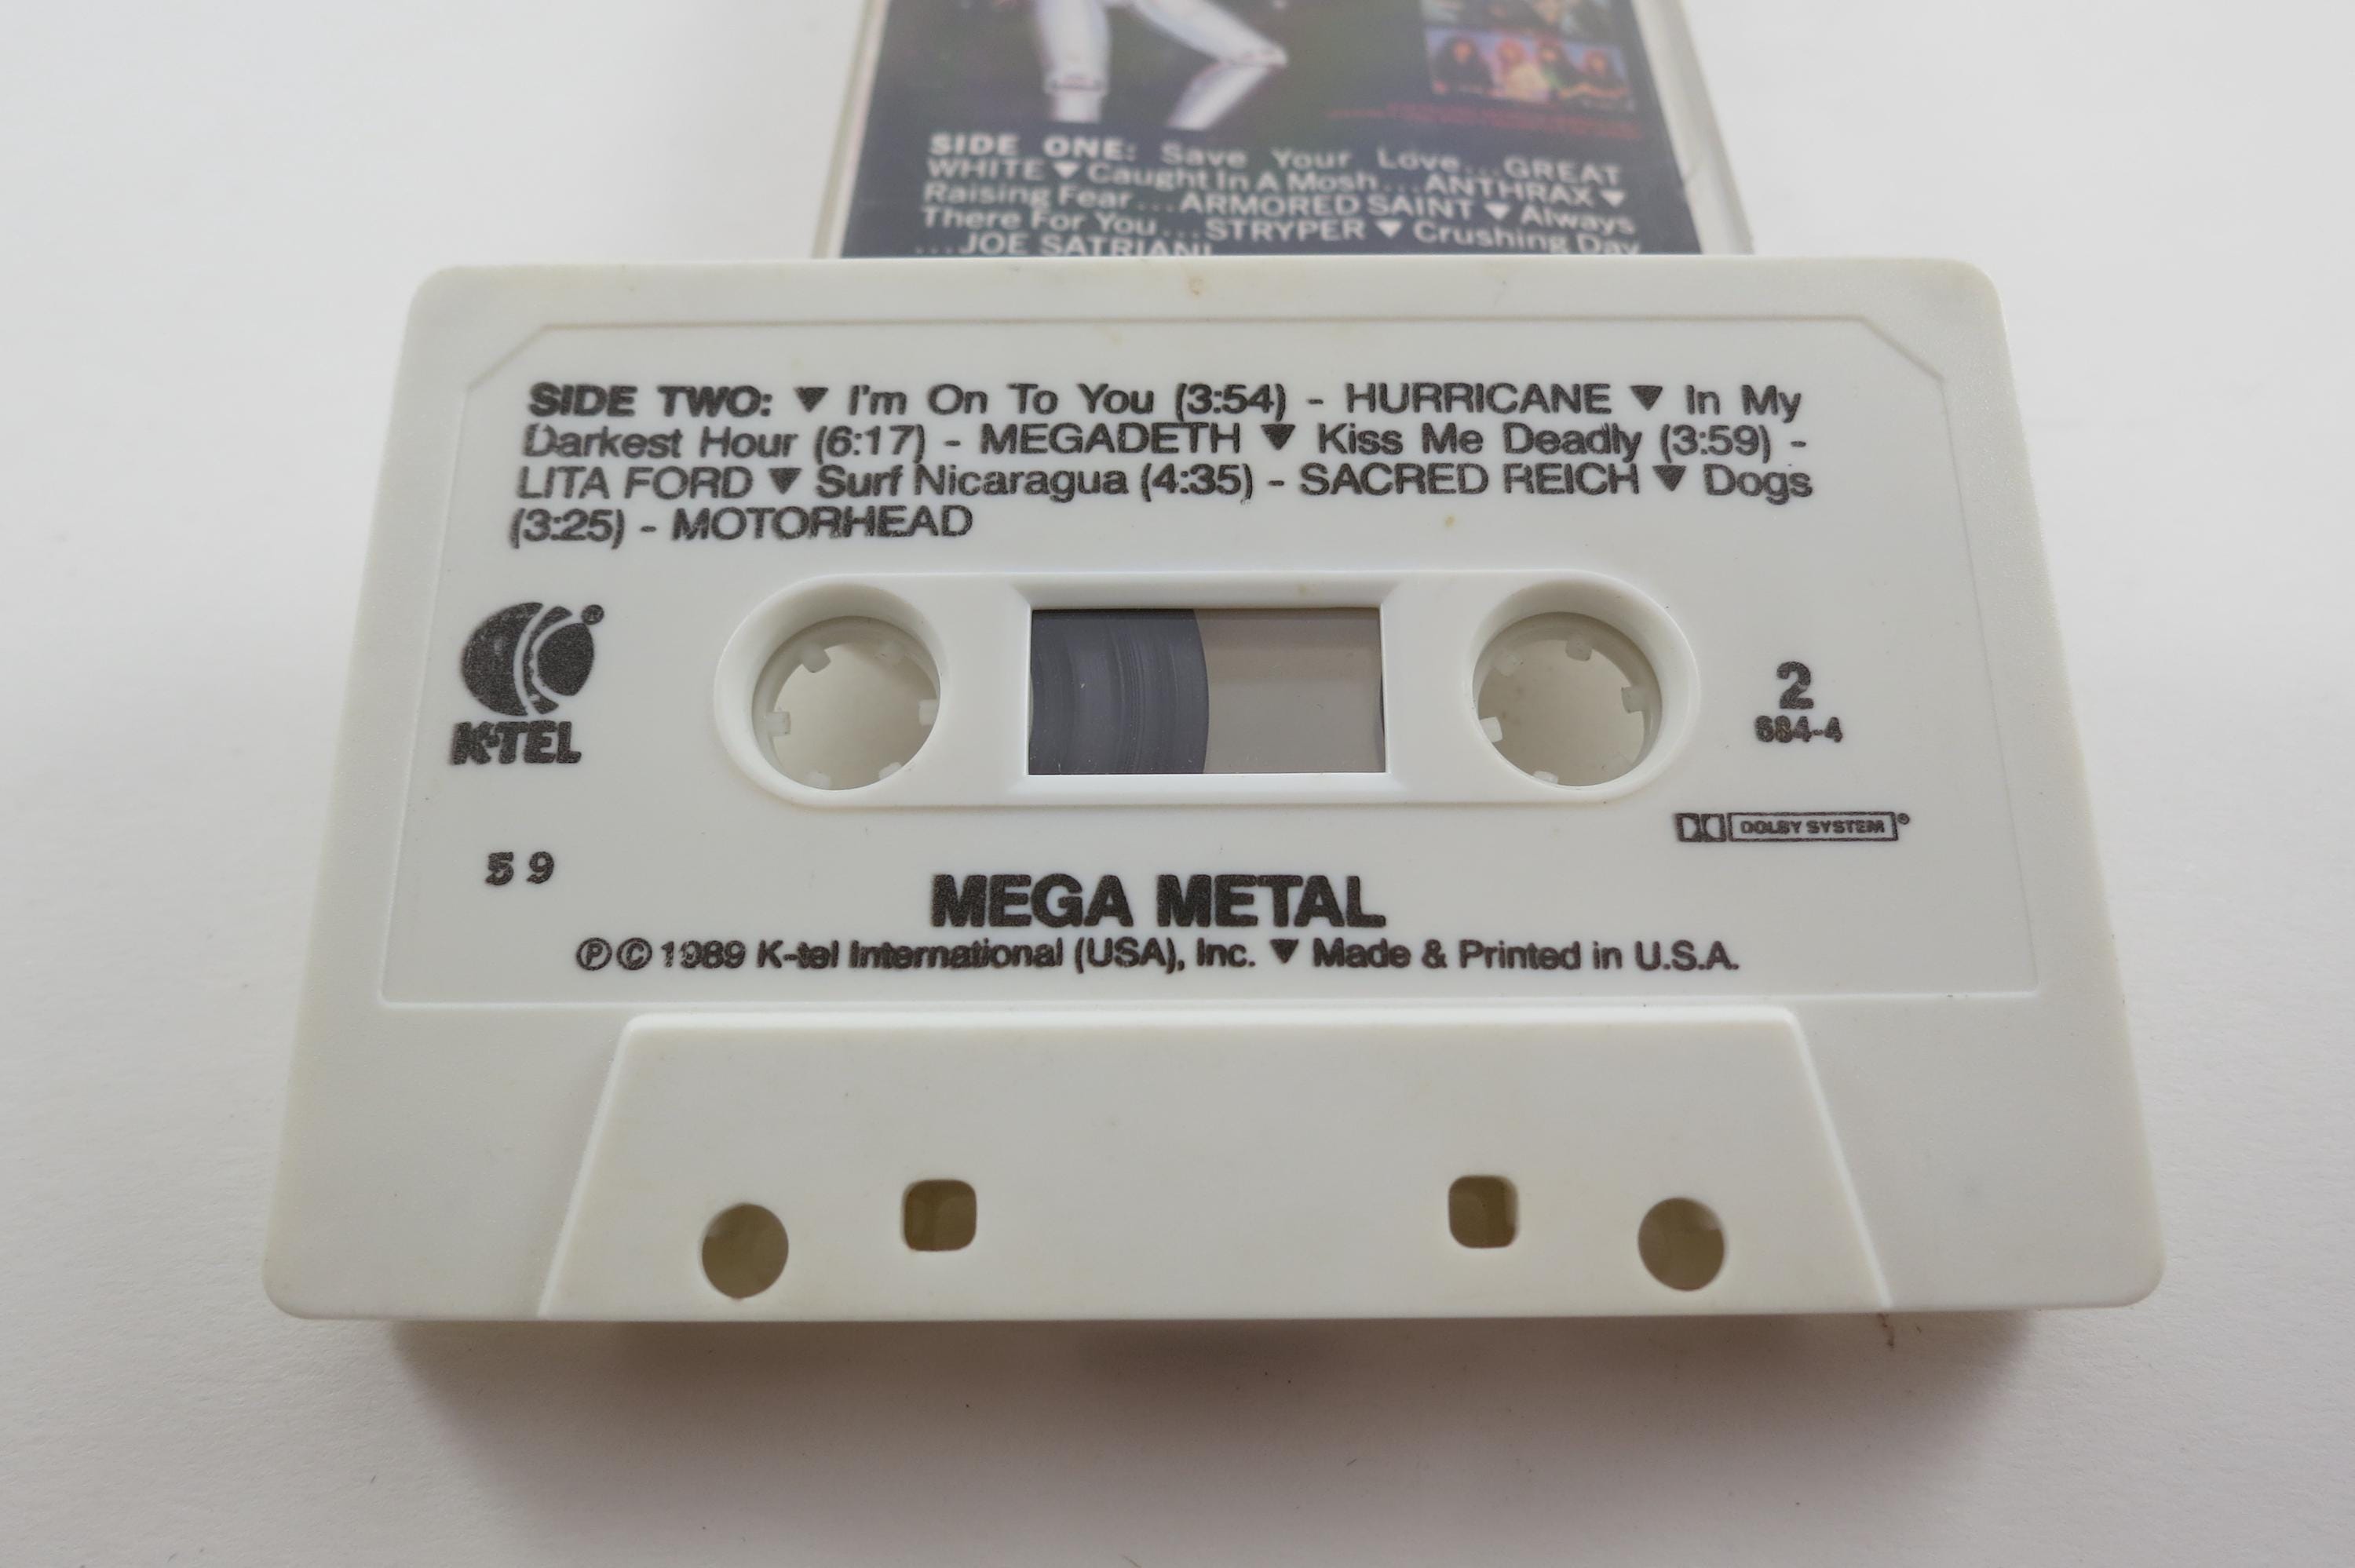 SIDE ONE: Save Your Love...GREAT
WHITE ▼ Caught In A Mosh...ANTHRAX ▼
Raising Fear...ARMORED SAINT ▼ Always
There For You...STRYPER ▼ Crushing Day
...JOE SATRIANI
SIDE TWO: ▼ I'm On To You (3:54) - HURRICANE ▼ In My
Darkest Hour (6:17) - MEGADETH ▼ Kiss Me Deadly (3:59) -
LITA FORD ▼ Surf Nicaragua (4:35) - SACRED REICH ▼ Dogs
(3:25) - MOTORHEAD
K-TEL
2
684-4
DOLBY SYSTEM®
5 9
MEGA METAL
℗© 1989 K-tel International (USA), Inc. ▼ Made & Printed in U.S.A.